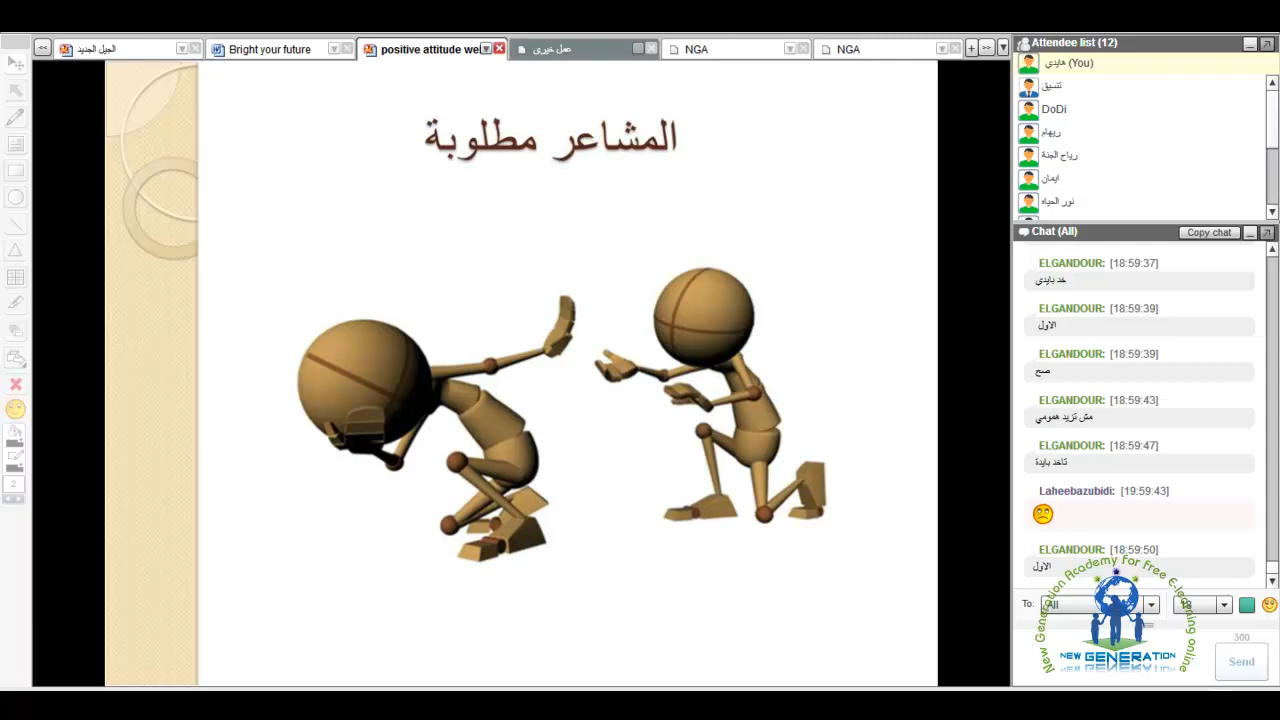 <<
الجيل الجديد
Bright your future
positive attitude we
عمل خيرى
NGA
NGA
+
>>
المشاعر مطلوبة
Attendee list (12)
هايدي (You)
تنسيق
DoDi
ريهام
رياح الجنة
ايمان
نور الحياه
Chat (All)
Copy chat
ELGANDOUR: [18:59:37]
خد بايدي
ELGANDOUR: [18:59:39]
الاول
ELGANDOUR: [18:59:39]
صح
ELGANDOUR: [18:59:43]
مش تزيد همومي
ELGANDOUR: [18:59:47]
تاخد بايدة
Laheebazubidi: [19:59:43]
ELGANDOUR: [18:59:50]
الاول
To: All
300
Send
2
New Generation Academy For Free E-learning online
NEW GENERATION